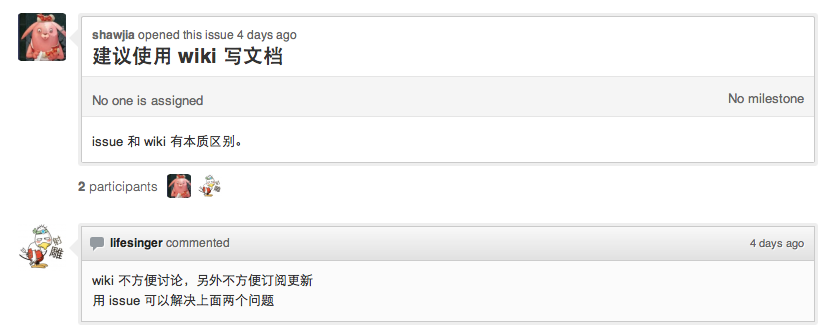 shawjia opened this issue 4 days ago
建议使用 wiki 写文档
No one is assigned
No milestone
issue 和 wiki 有本质区别。
2 participants
lifesinger commented
4 days ago
wiki 不方便讨论，另外不方便订阅更新
用 issue 可以解决上面两个问题
雕